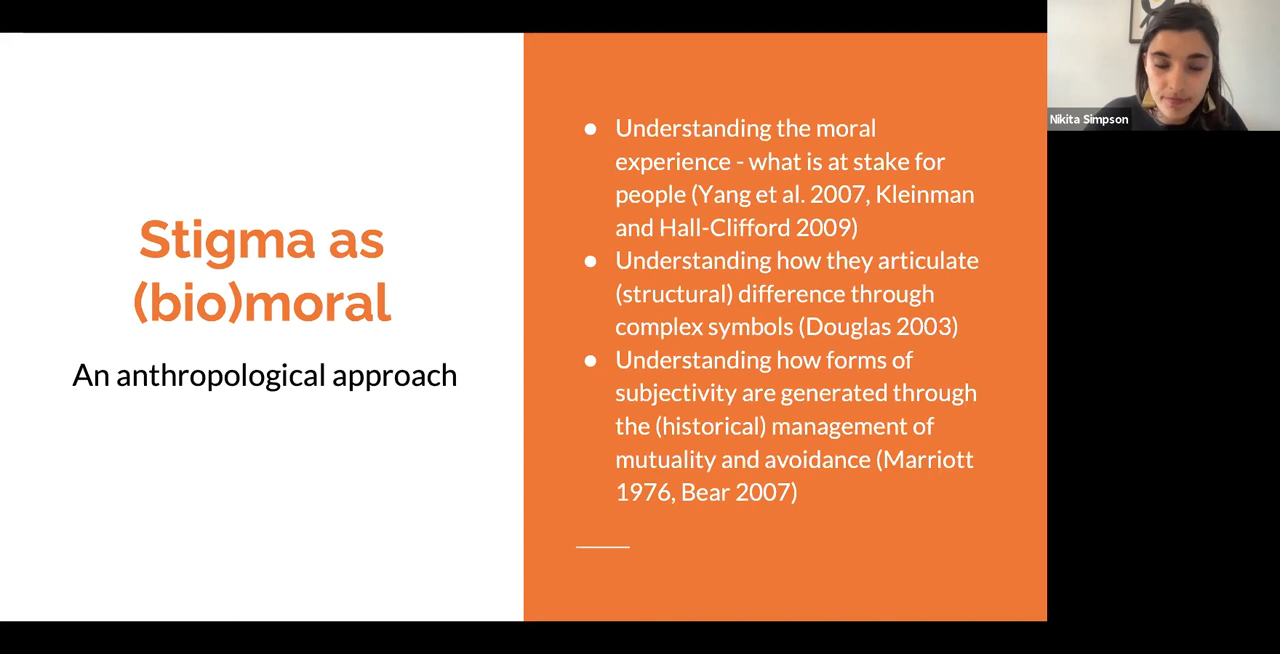 Stigma as
(bio)moral
An anthropological approach
● Understanding the moral
experience - what is at stake for
people (Yang et al. 2007, Kleinman
and Hall-Clifford 2009)
● Understanding how they articulate
(structural) difference through
complex symbols (Douglas 2003)
● Understanding how forms of
subjectivity are generated through
the (historical) management of
mutuality and avoidance (Marriott
1976, Bear 2007)
Nikita Simpson